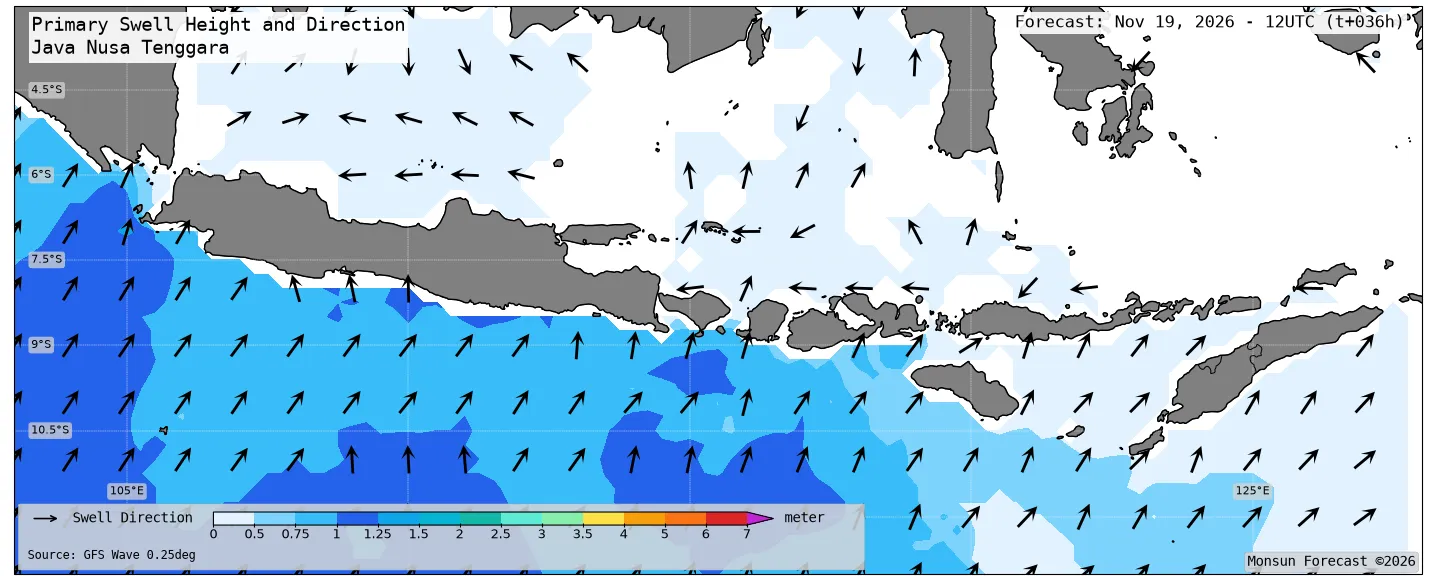 Primary Swell Height and Direction
Java Nusa Tenggara
Forecast: Nov 19, 2026 - 12UTC (t+036h)
4.5°S
6°S
7.5°S
9°S
10.5°S
105°E
125°E
Swell Direction
0 0.5 0.75 1 1.25 1.5 2 2.5 3 3.5 4 5 6 7
meter
Source: GFS Wave 0.25deg
Monsun Forecast ©2026